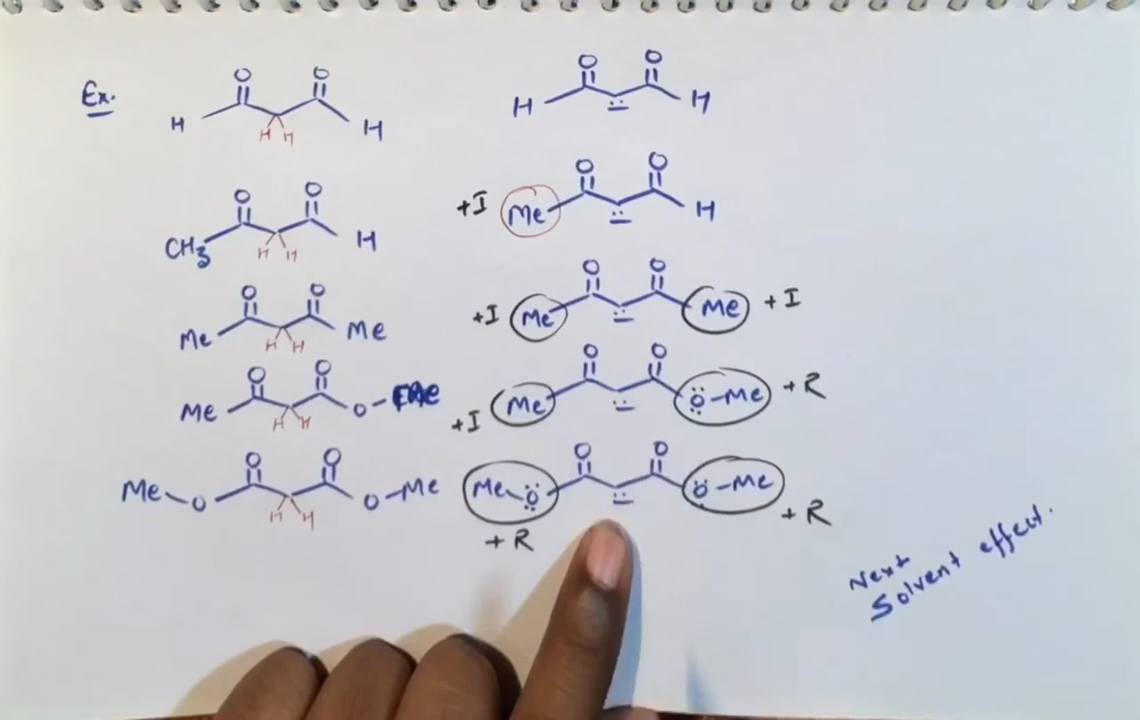 Ex.
H O O H H H
H O O H
CH3 O O H H H
+I Me O O H
Me O O Me H H
+I Me O O Me +I
Me O O O H H
+I Me O O Ö-Me +R
Me O O O O-Me H H
Me Ö O O Ö-Me
+R +R
Next
Solvent effect.